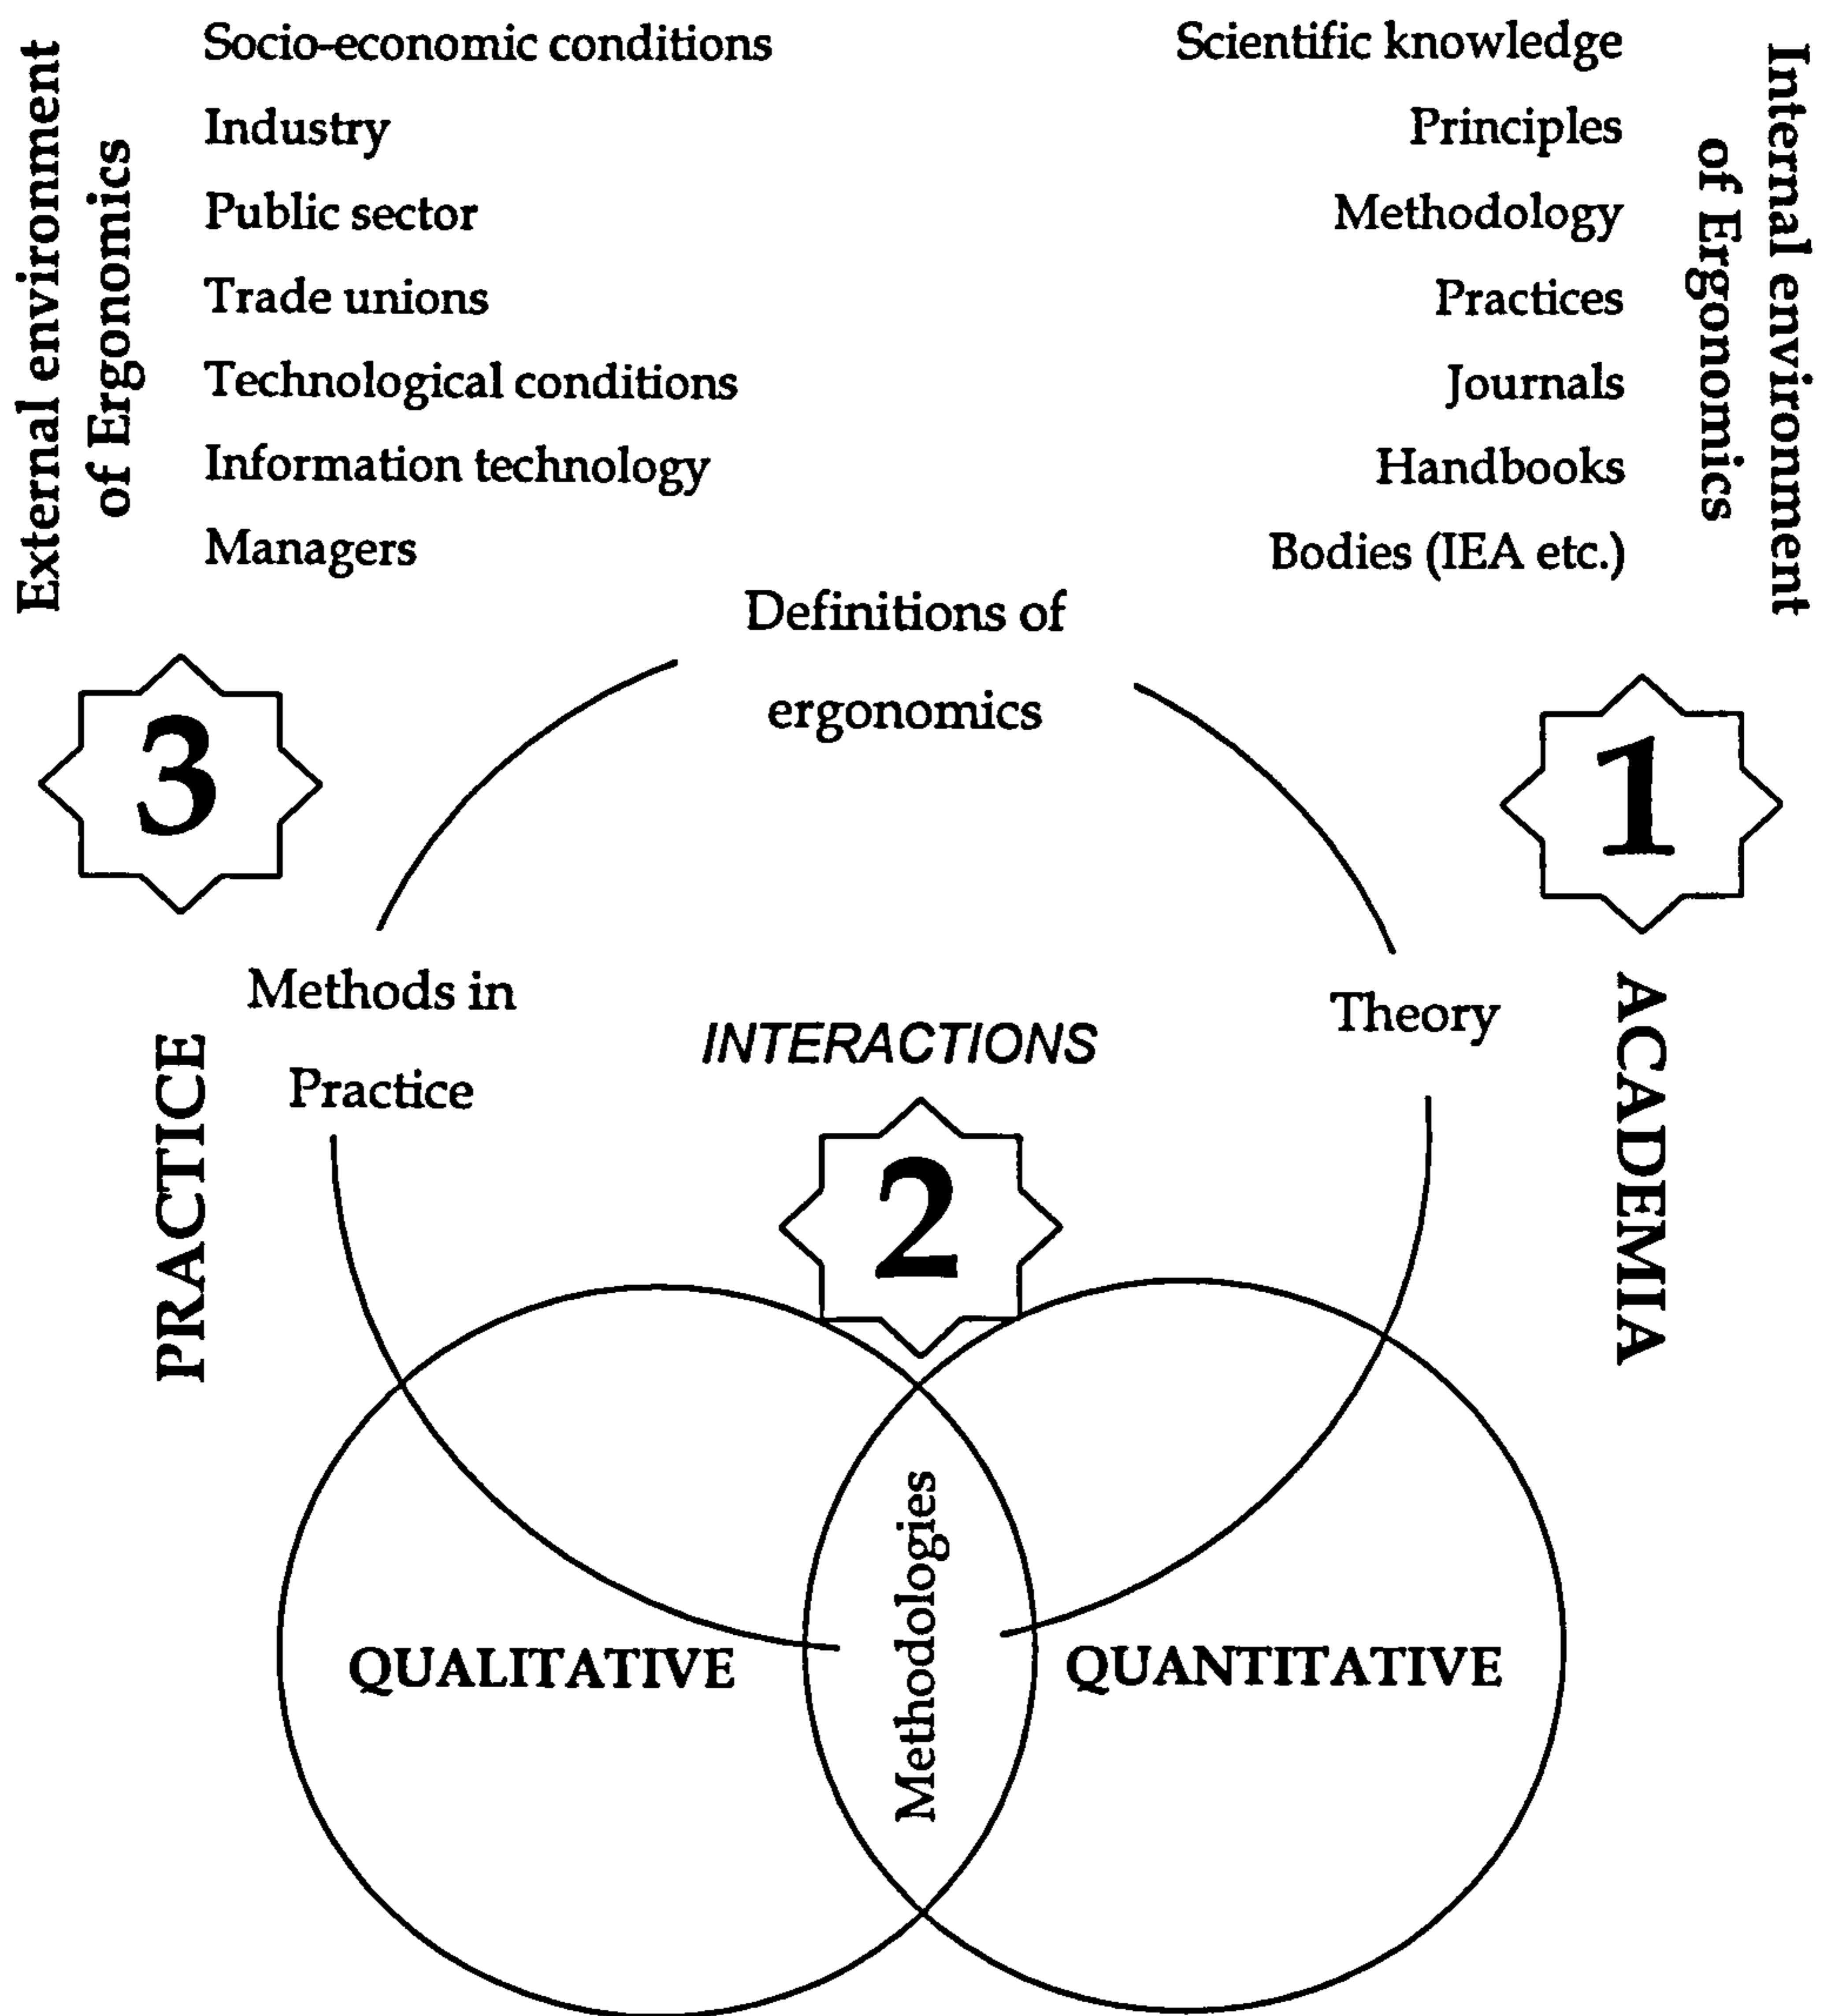 External environment
of Ergonomics
Socio-economic conditions
Industry
Public sector
Trade unions
Technological conditions
Information technology
Managers
Scientific knowledge
Principles
Methodology
Practices
Journals
Handbooks
Bodies (IEA etc.)
Internal environment
of Ergonomics
Definitions of
ergonomics
3
1
Methods in
Practice
PRACTICE
INTERACTIONS
2
Theory
ACADEMIA
QUALITATIVE
Methodologies
QUANTITATIVE